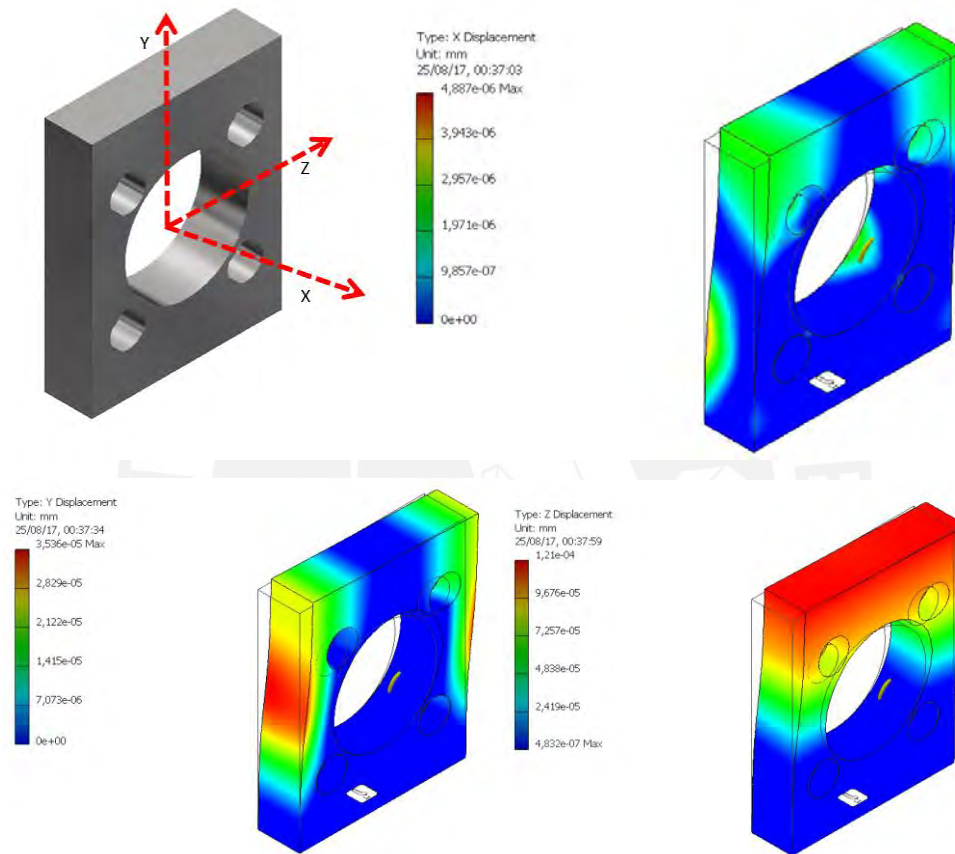 Y
Z
X
Type: X Displacement
Unit: mm
25/08/17, 00:37:03
4,887e-06 Max
3,943e-06
2,957e-06
1,971e-06
9,857e-07
0e+00
Type: Y Displacement
Unit: mm
25/08/17, 00:37:34
3,536e-05 Max
2,829e-05
2,122e-05
1,415e-05
7,073e-06
0e+00
Type: Z Displacement
Unit: mm
25/08/17, 00:37:59
1,21e-04
9,676e-05
7,257e-05
4,838e-05
2,419e-05
4,832e-07 Max